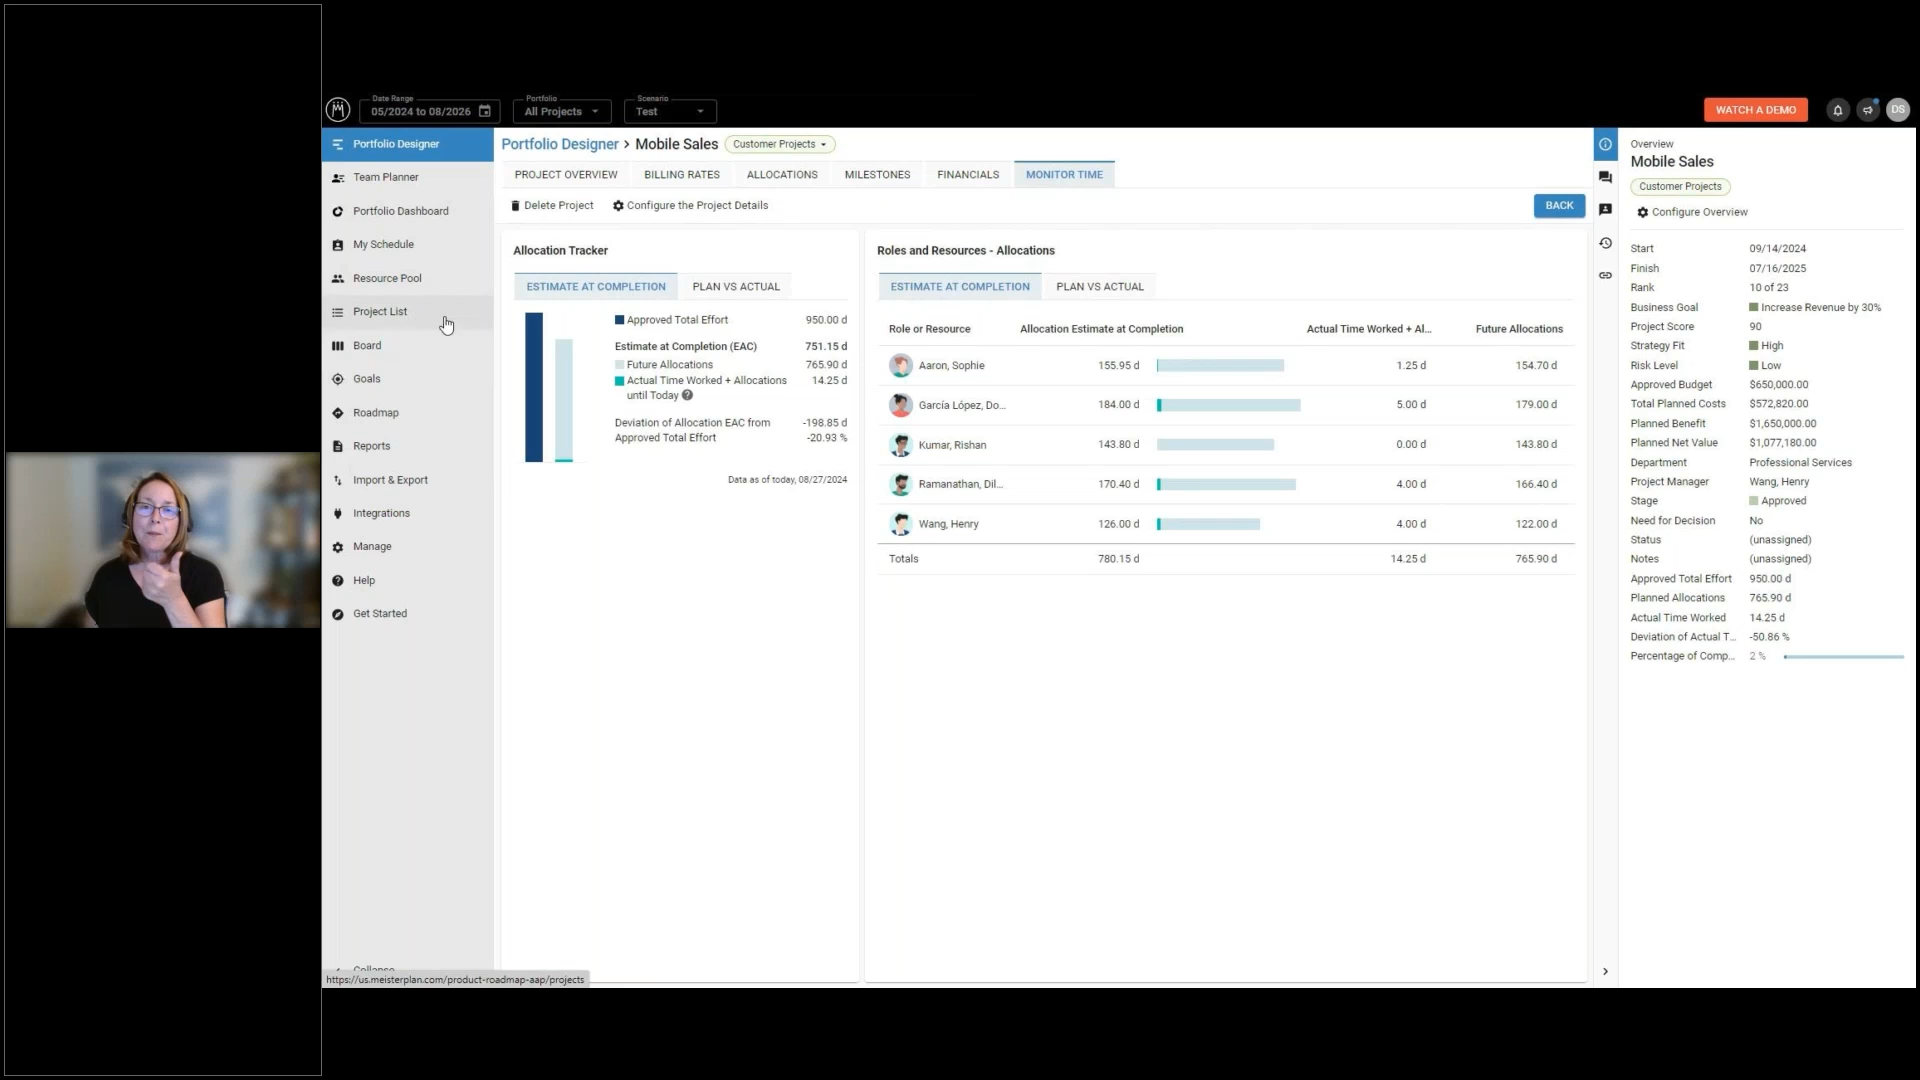 Date Range
05/2024 to 08/2026
Portfolio
All Projects
Scenario
Test
WATCH A DEMO
DS
Portfolio Designer
Team Planner
Portfolio Dashboard
My Schedule
Resource Pool
Project List
Board
Goals
Roadmap
Reports
Import & Export
Integrations
Manage
Help
Get Started
Collapse
https://us.meisterplan.com/product-roadmap-aap/projects
Portfolio Designer > Mobile Sales Customer Projects
PROJECT OVERVIEW BILLING RATES ALLOCATIONS MILESTONES FINANCIALS MONITOR TIME
Delete Project Configure the Project Details BACK
Allocation Tracker
ESTIMATE AT COMPLETION PLAN VS ACTUAL
Approved Total Effort 950.00 d
Estimate at Completion (EAC) 751.15 d
Future Allocations 765.90 d
Actual Time Worked + Allocations 14.25 d
until Today ?
Deviation of Allocation EAC from -198.85 d
Approved Total Effort -20.93 %
Data as of today, 08/27/2024
Roles and Resources - Allocations
ESTIMATE AT COMPLETION PLAN VS ACTUAL
Role or Resource Allocation Estimate at Completion Actual Time Worked + Al... Future Allocations
Aaron, Sophie 155.95 d 1.25 d 154.70 d
García López, Do... 184.00 d 5.00 d 179.00 d
Kumar, Rishan 143.80 d 0.00 d 143.80 d
Ramanathan, Dil... 170.40 d 4.00 d 166.40 d
Wang, Henry 126.00 d 4.00 d 122.00 d
Totals 780.15 d 14.25 d 765.90 d
Overview
Mobile Sales
Customer Projects
Configure Overview
Start 09/14/2024
Finish 07/16/2025
Rank 10 of 23
Business Goal Increase Revenue by 30%
Project Score 90
Strategy Fit High
Risk Level Low
Approved Budget $650,000.00
Total Planned Costs $572,820.00
Planned Benefit $1,650,000.00
Planned Net Value $1,077,180.00
Department Professional Services
Project Manager Wang, Henry
Stage Approved
Need for Decision No
Status (unassigned)
Notes (unassigned)
Approved Total Effort 950.00 d
Planned Allocations 765.90 d
Actual Time Worked 14.25 d
Deviation of Actual T... -50.86 %
Percentage of Comp... 2 %